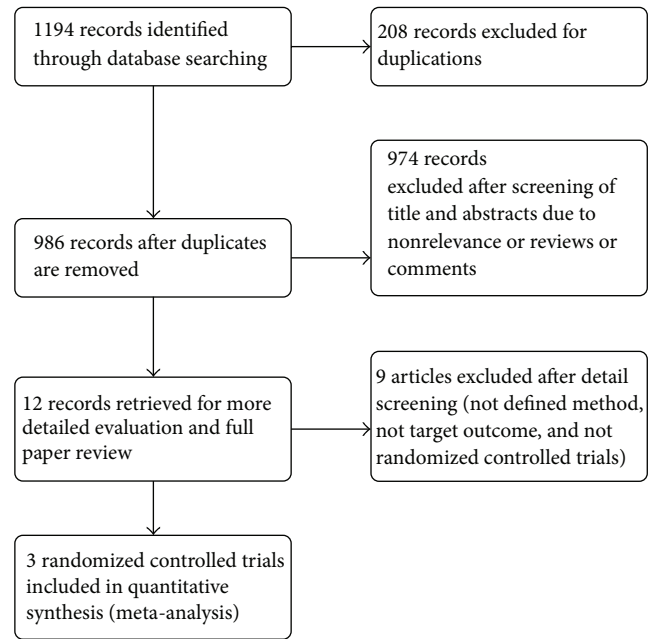 1194 records identified
through database searching
208 records excluded for
duplications
974 records
excluded after screening of
title and abstracts due to
nonrelevance or reviews or
comments
986 records after duplicates
are removed
12 records retrieved for more
detailed evaluation and full
paper review
9 articles excluded after detail
screening (not defined method,
not target outcome, and not
randomized controlled trials)
3 randomized controlled trials
included in quantitative
synthesis (meta-analysis)